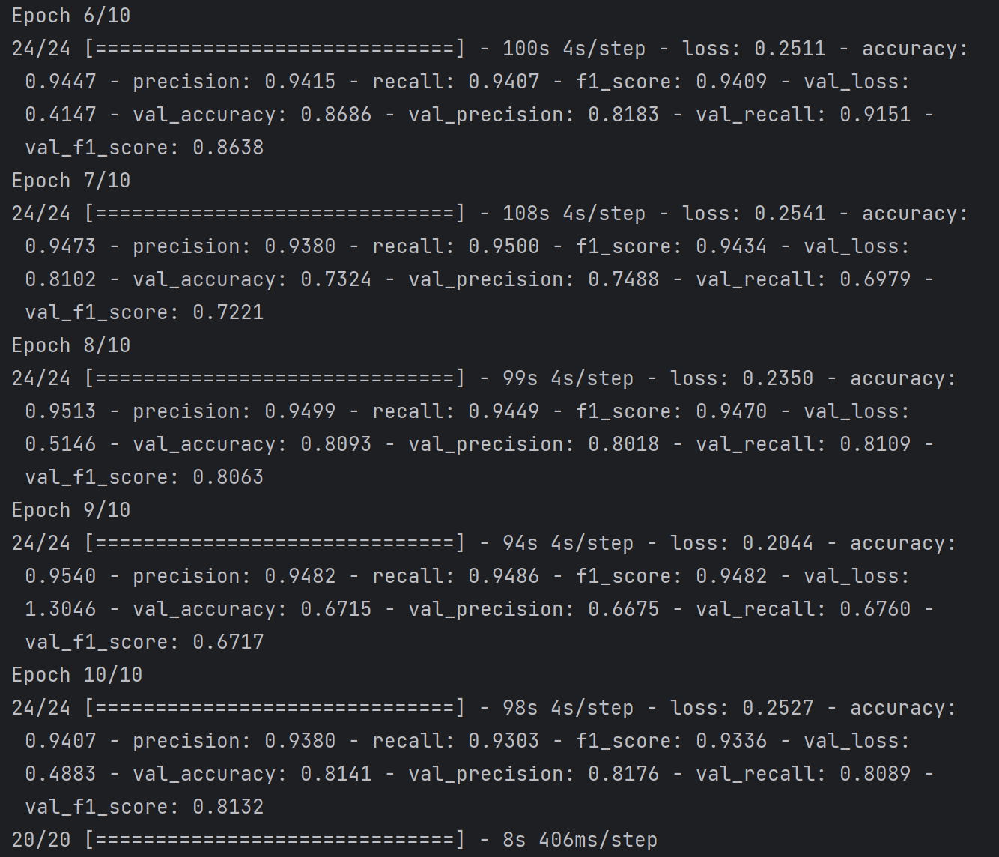 Epoch 6/10
24/24 [==============================] - 100s 4s/step - loss: 0.2511 - accuracy:
0.9447 - precision: 0.9415 - recall: 0.9407 - f1_score: 0.9409 - val_loss:
0.4147 - val_accuracy: 0.8686 - val_precision: 0.8183 - val_recall: 0.9151 -
val_f1_score: 0.8638
Epoch 7/10
24/24 [==============================] - 108s 4s/step - loss: 0.2541 - accuracy:
0.9473 - precision: 0.9380 - recall: 0.9500 - f1_score: 0.9434 - val_loss:
0.8102 - val_accuracy: 0.7324 - val_precision: 0.7488 - val_recall: 0.6979 -
val_f1_score: 0.7221
Epoch 8/10
24/24 [==============================] - 99s 4s/step - loss: 0.2350 - accuracy:
0.9513 - precision: 0.9499 - recall: 0.9449 - f1_score: 0.9470 - val_loss:
0.5146 - val_accuracy: 0.8093 - val_precision: 0.8018 - val_recall: 0.8109 -
val_f1_score: 0.8063
Epoch 9/10
24/24 [==============================] - 94s 4s/step - loss: 0.2044 - accuracy:
0.9540 - precision: 0.9482 - recall: 0.9486 - f1_score: 0.9482 - val_loss:
1.3046 - val_accuracy: 0.6715 - val_precision: 0.6675 - val_recall: 0.6760 -
val_f1_score: 0.6717
Epoch 10/10
24/24 [==============================] - 98s 4s/step - loss: 0.2527 - accuracy:
0.9407 - precision: 0.9380 - recall: 0.9303 - f1_score: 0.9336 - val_loss:
0.4883 - val_accuracy: 0.8141 - val_precision: 0.8176 - val_recall: 0.8089 -
val_f1_score: 0.8132
20/20 [==============================] - 8s 406ms/step